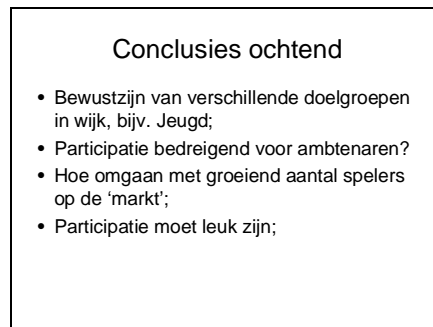 Conclusies ochtend
• Bewustzijn van verschillende doelgroepen
in wijk, bijv. Jeugd;
• Participatie bedreigend voor ambtenaren?
• Hoe omgaan met groeiend aantal spelers
op de ‘markt’;
• Participatie moet leuk zijn;